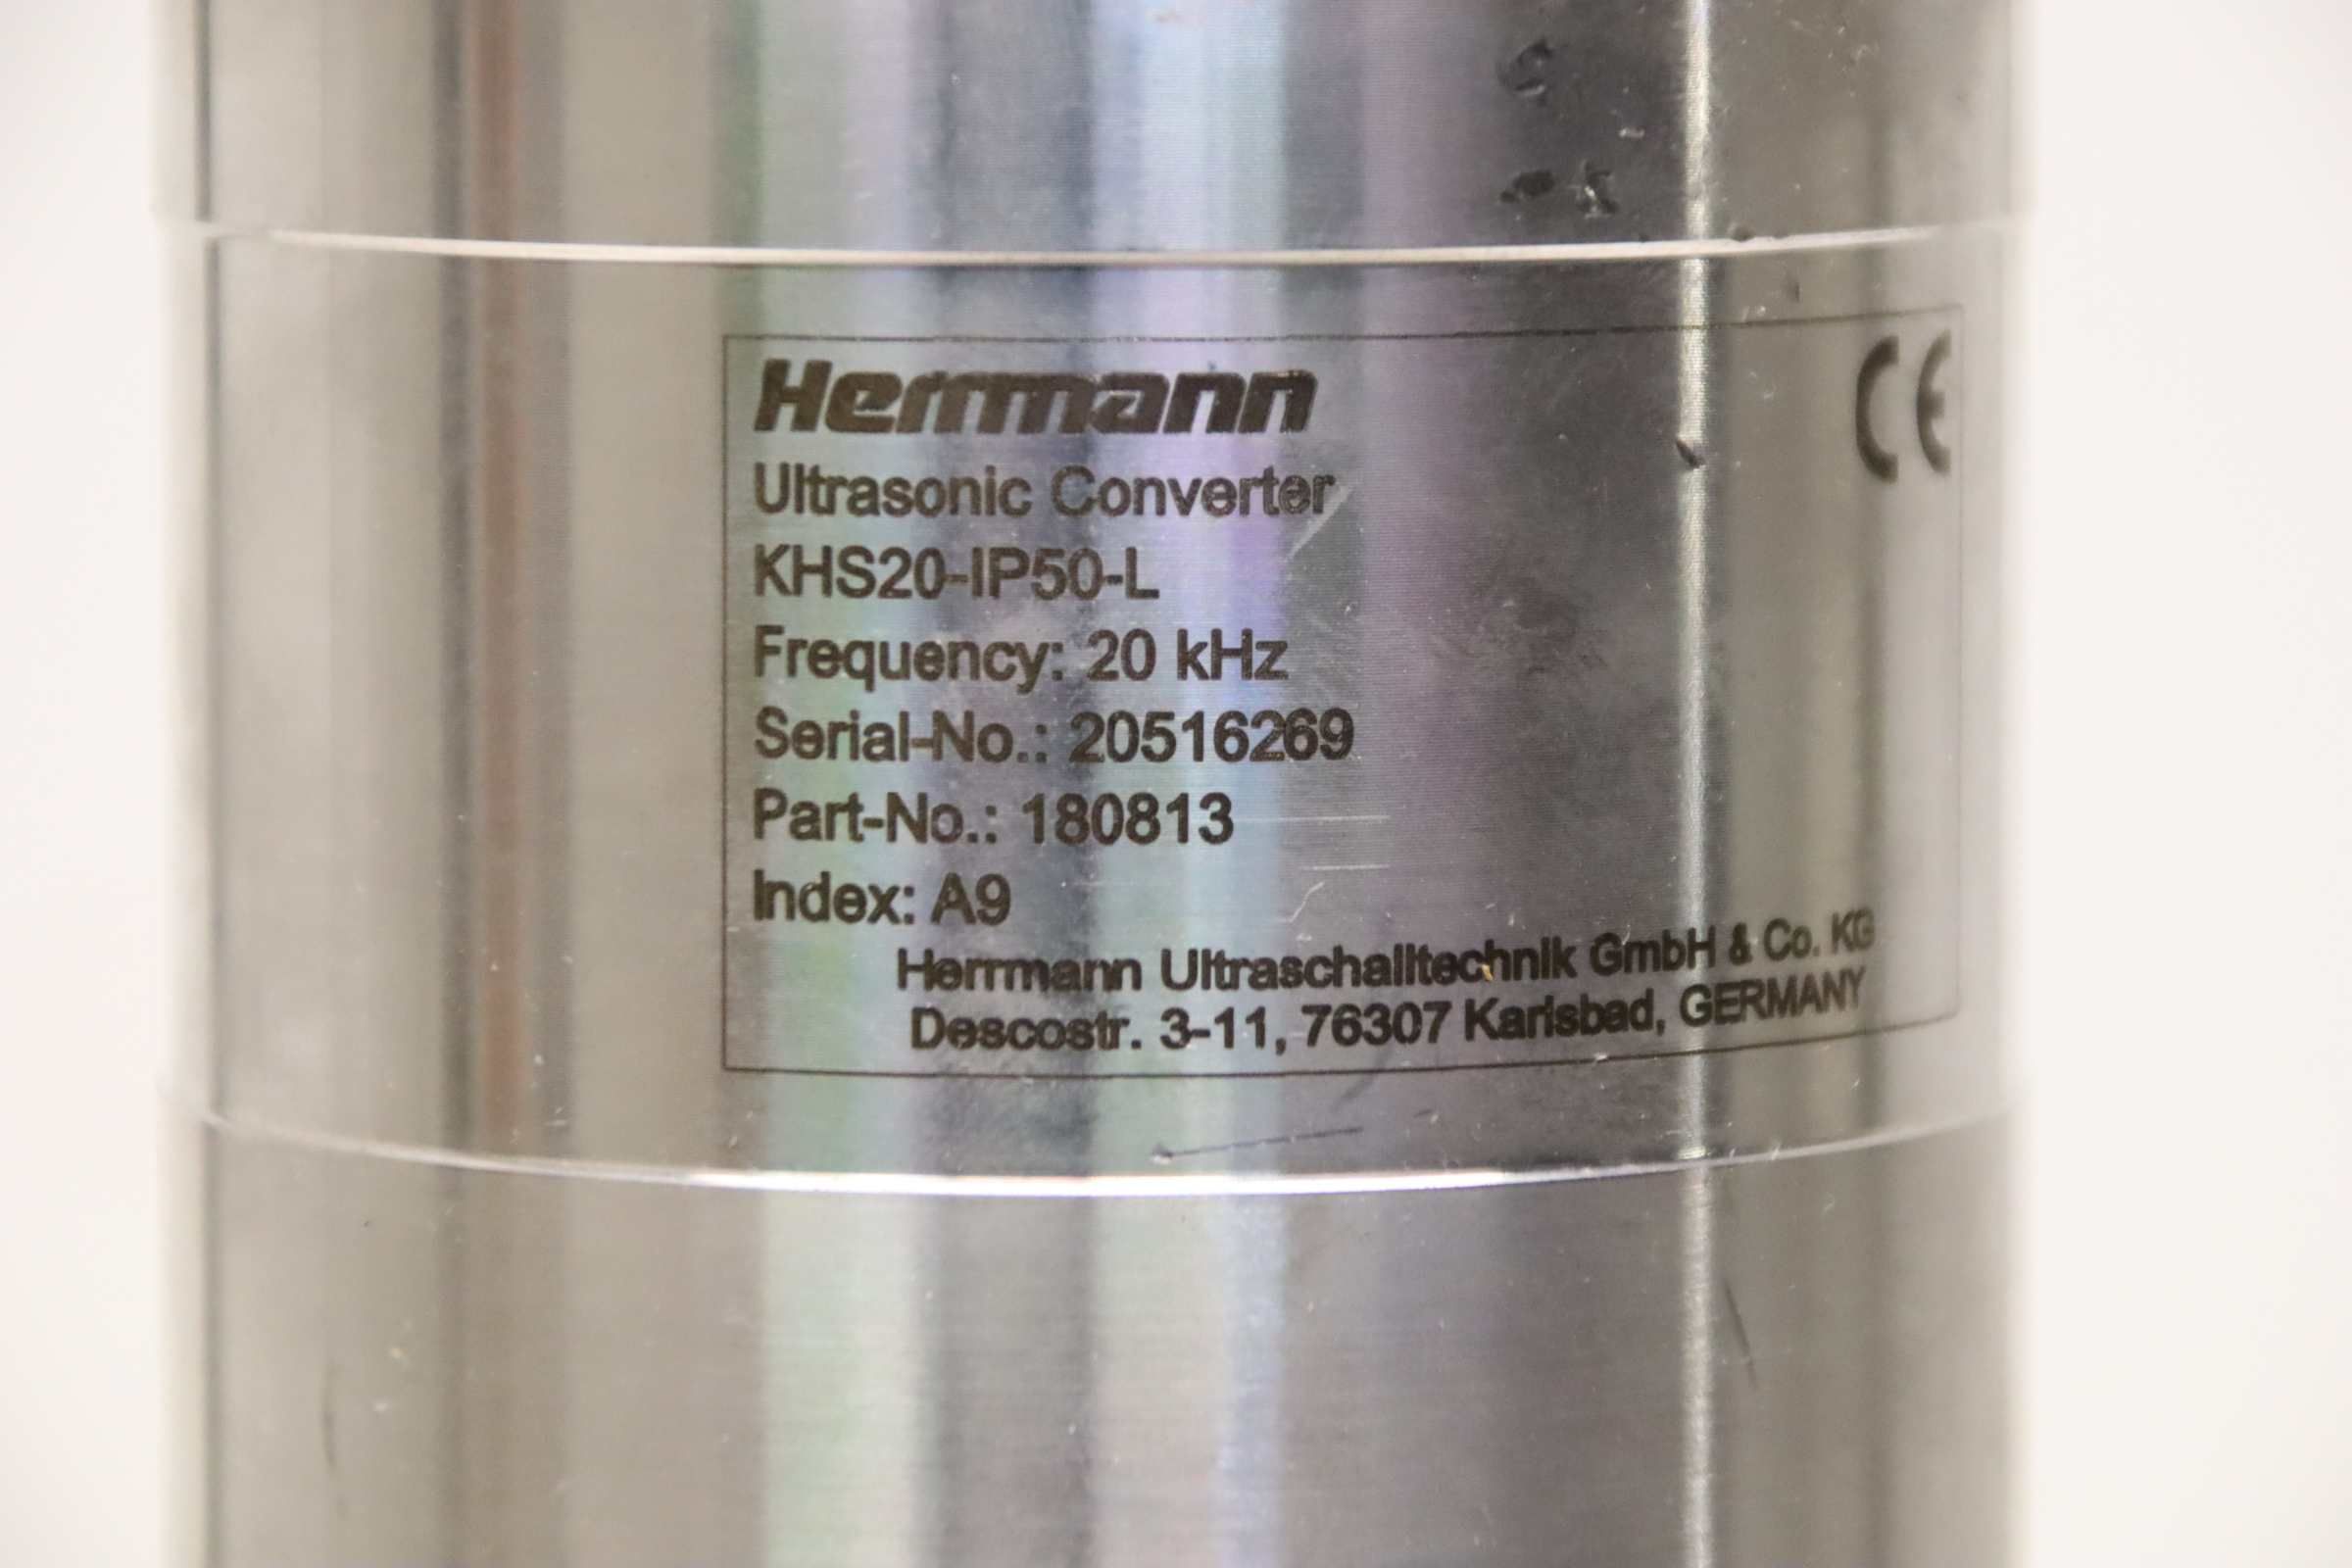 Herrmann
CE
Ultrasonic Converter
KHS20-IP50-L
Frequency: 20 kHz
Serial-No.: 20516269
Part-No.: 180813
Index: A9
Herrmann Ultraschalltechnik GmbH & Co. KG
Descostr. 3-11, 76307 Karlsbad, GERMANY